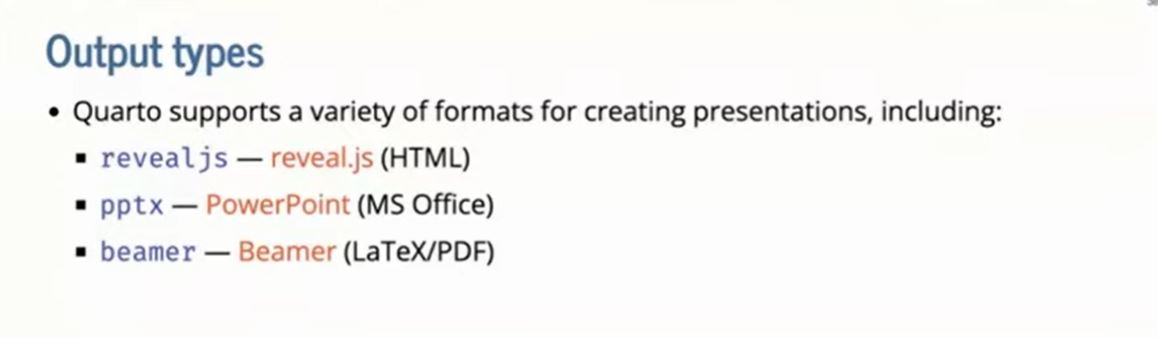 Output types
• Quarto supports a variety of formats for creating presentations, including:
▪ revealjs — reveal.js (HTML)
▪ pptx — PowerPoint (MS Office)
▪ beamer — Beamer (LaTeX/PDF)